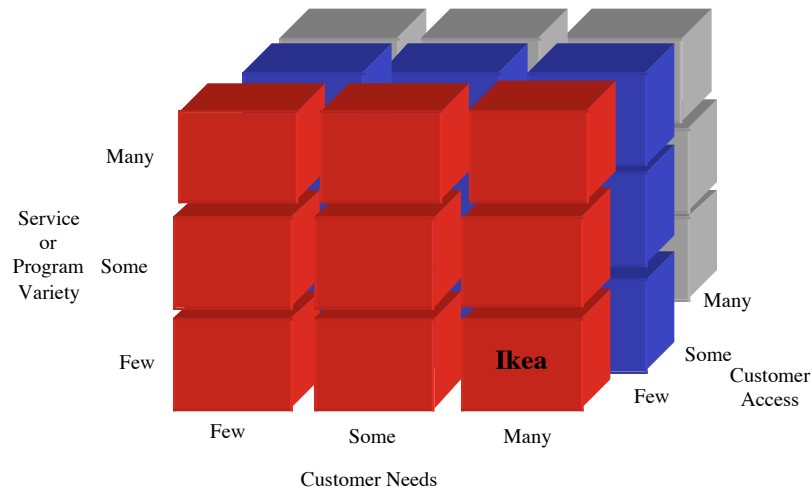 Many
Service
or
Program
Variety
Some
Few
Ikea
Many
Some
Few
Customer
Access
Few
Some
Many
Customer Needs